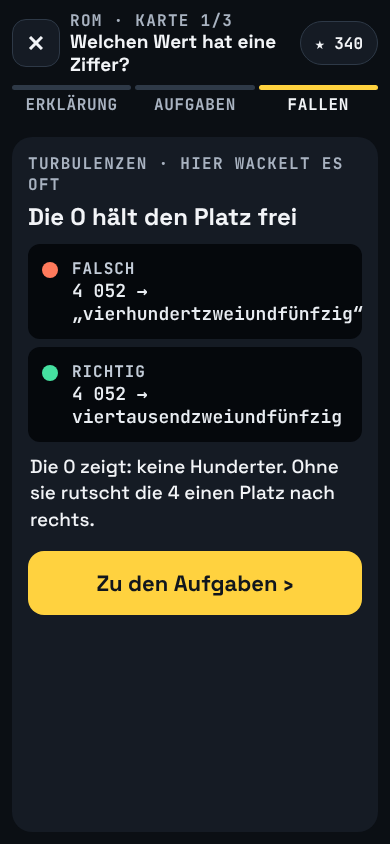 ✕
ROM · KARTE 1/3
Welchen Wert hat eine
Ziffer?
★ 340
ERKLÄRUNG
AUFGABEN
FALLEN
TURBULENZEN · HIER WACKELT ES
OFT
Die 0 hält den Platz frei
FALSCH
4 052 →
„vierhundertzweiundfünfzig“
RICHTIG
4 052 →
viertausendzweiundfünfzig
Die 0 zeigt: keine Hunderter. Ohne
sie rutscht die 4 einen Platz nach
rechts.
Zu den Aufgaben ›